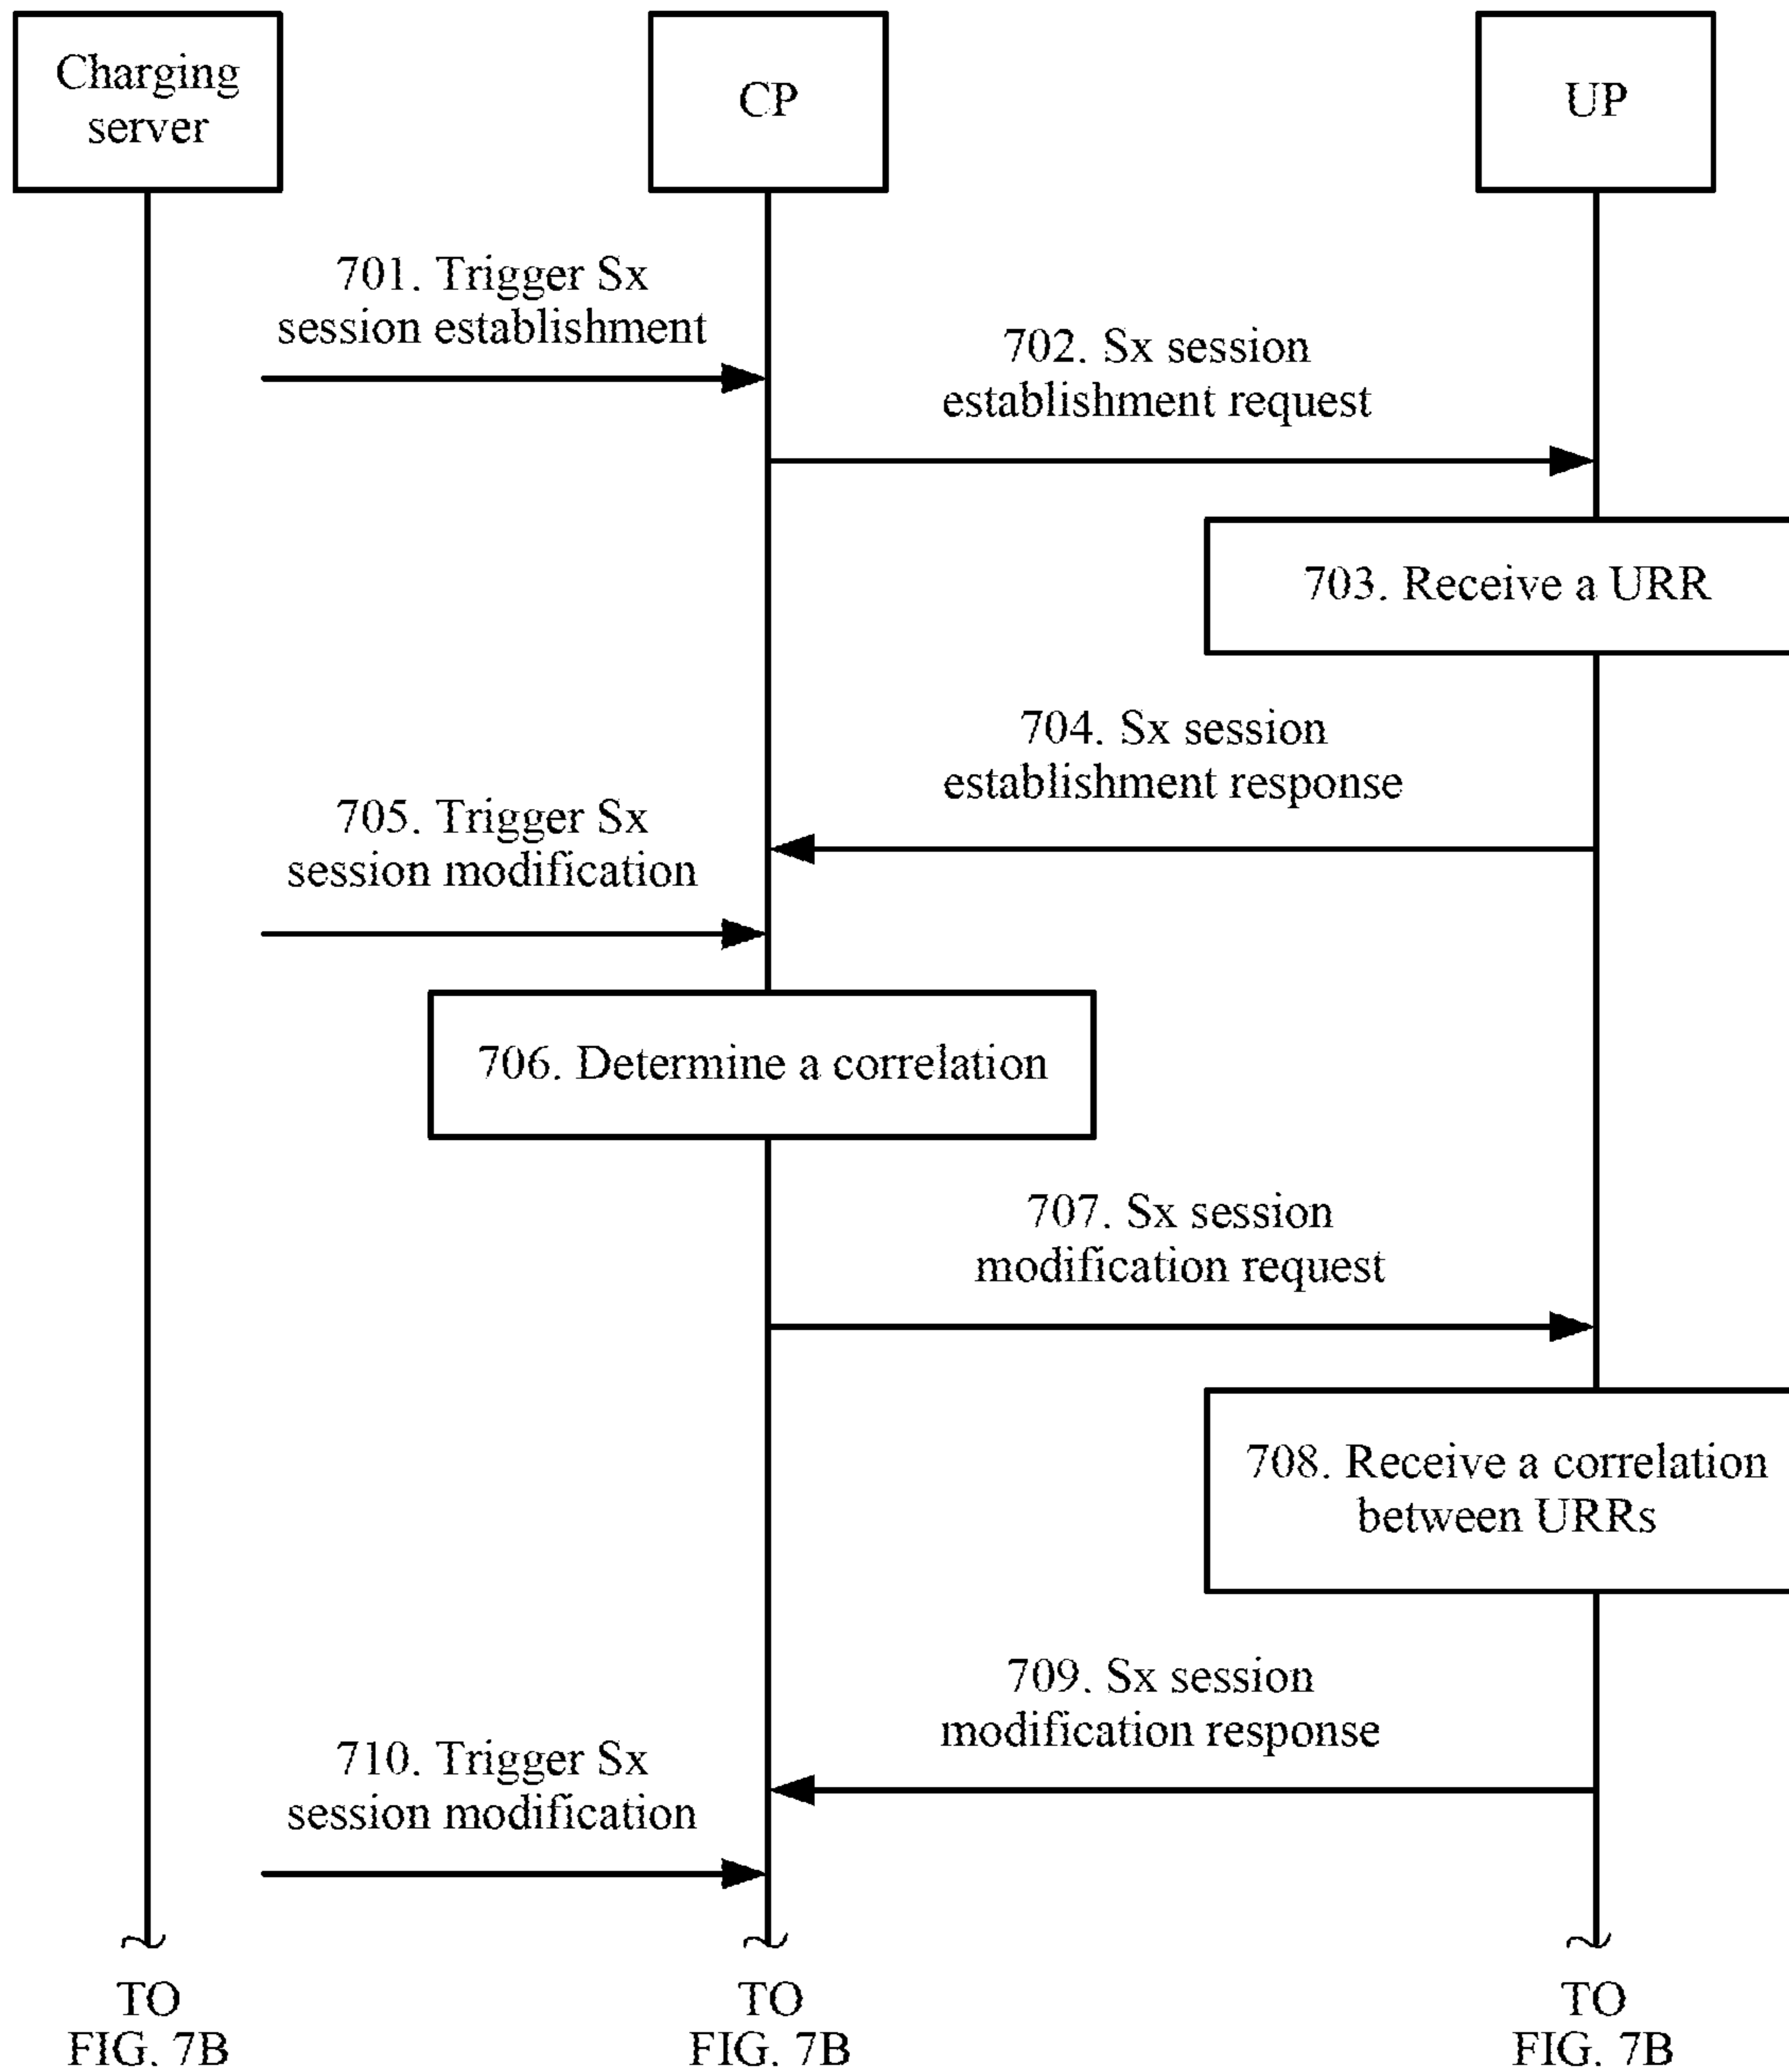 Charging
server
CP
UP
701. Trigger Sx
session establishment
702. Sx session
establishment request
703. Receive a URR
704. Sx session
establishment response
705. Trigger Sx
session modification
706. Determine a correlation
707. Sx session
modification request
708. Receive a correlation
between URRs
709. Sx session
modification response
710. Trigger Sx
session modification
TO
FIG. 7B
TO
FIG. 7B
TO
FIG. 7B